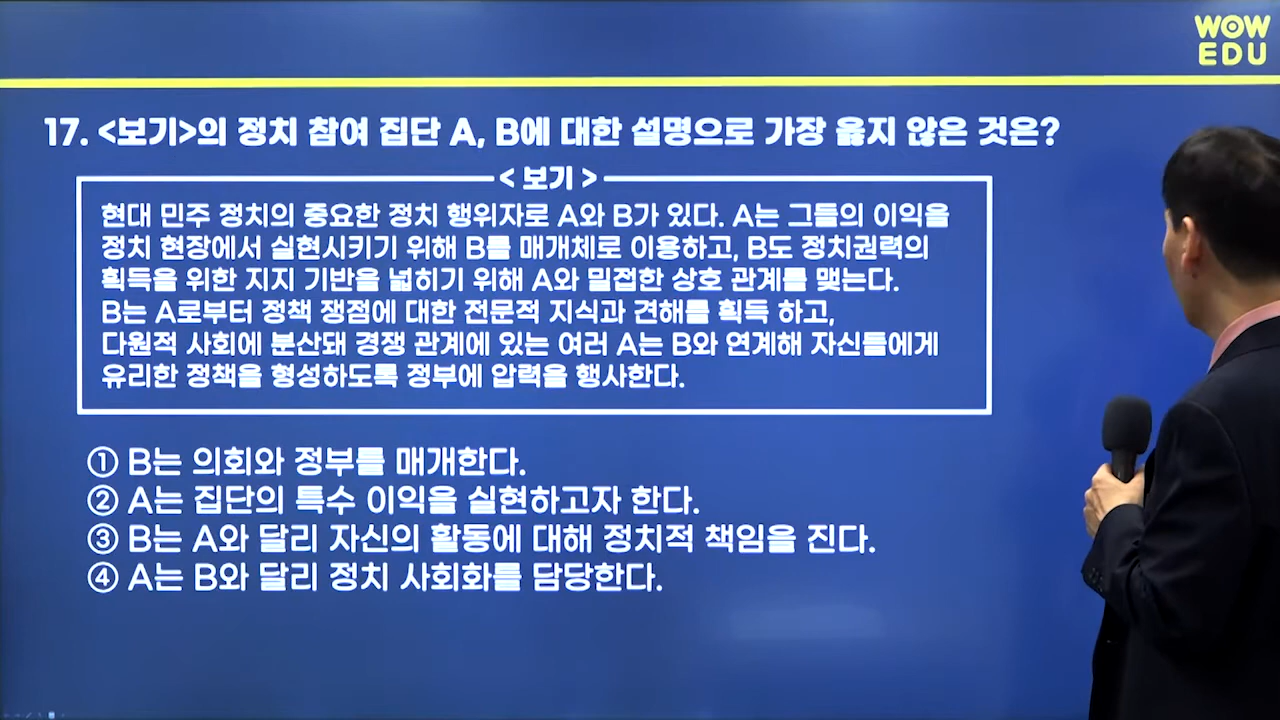 WOW
EDU
17. <보기>의 정치 참여 집단 A, B에 대한 설명으로 가장 옳지 않은 것은?
< 보기 >
현대 민주 정치의 중요한 정치 행위자로 A와 B가 있다. A는 그들의 이익을
정치 현장에서 실현시키기 위해 B를 매개체로 이용하고, B도 정치권력의
획득을 위한 지지 기반을 넓히기 위해 A와 밀접한 상호 관계를 맺는다.
B는 A로부터 정책 쟁점에 대한 전문적 지식과 견해를 획득 하고,
다원적 사회에 분산돼 경쟁 관계에 있는 여러 A는 B와 연계해 자신들에게
유리한 정책을 형성하도록 정부에 압력을 행사한다.
① B는 의회와 정부를 매개한다.
② A는 집단의 특수 이익을 실현하고자 한다.
③ B는 A와 달리 자신의 활동에 대해 정치적 책임을 진다.
④ A는 B와 달리 정치 사회화를 담당한다.